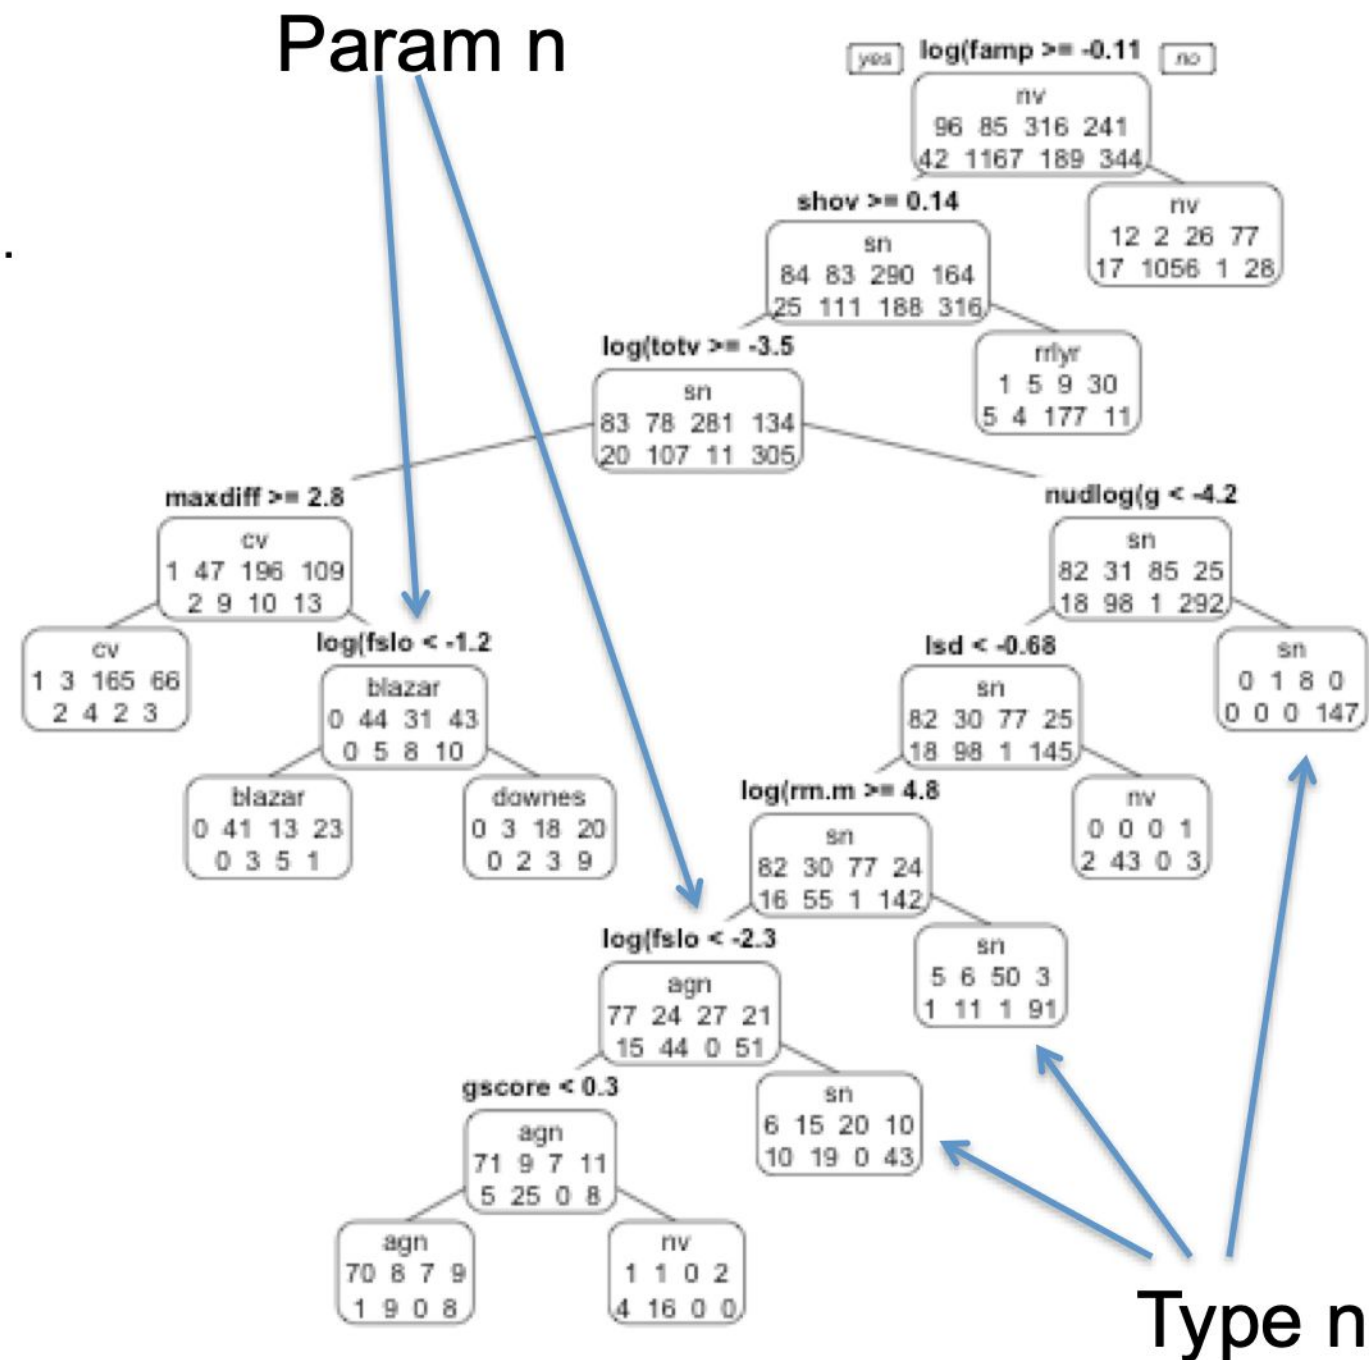 Param n
yes log(famp >= -0.11 no
nv
96 85 316 241
42 1167 189 344
nv
12 2 26 77
17 1056 1 28
shov >= 0.14
sn
84 83 290 164
25 111 188 316
.
rrlyr
1 5 9 30
5 4 177 11
log(totv >= -3.5
sn
83 78 281 134
20 107 11 305
maxdiff >= 2.8
cv
1 47 196 109
2 9 10 13
nudlog(g < -4.2
sn
82 31 85 25
18 98 1 292
cv
1 3 165 66
2 4 2 3
log(fslo < -1.2
blazar
0 44 31 43
0 5 8 10
lsd < -0.68
sn
82 30 77 25
18 98 1 145
sn
0 1 8 0
0 0 0 147
blazar
0 41 13 23
0 3 5 1
downes
0 3 18 20
0 2 3 9
log(rm.m >= 4.8
sn
82 30 77 24
16 55 1 142
nv
0 0 0 1
2 43 0 3
log(fslo < -2.3
agn
77 24 27 21
15 44 0 51
sn
5 6 50 3
1 11 1 91
gscore < 0.3
agn
71 9 7 11
5 25 0 8
sn
6 15 20 10
10 19 0 43
agn
70 8 7 9
1 9 0 8
nv
1 1 0 2
4 16 0 0
Type n